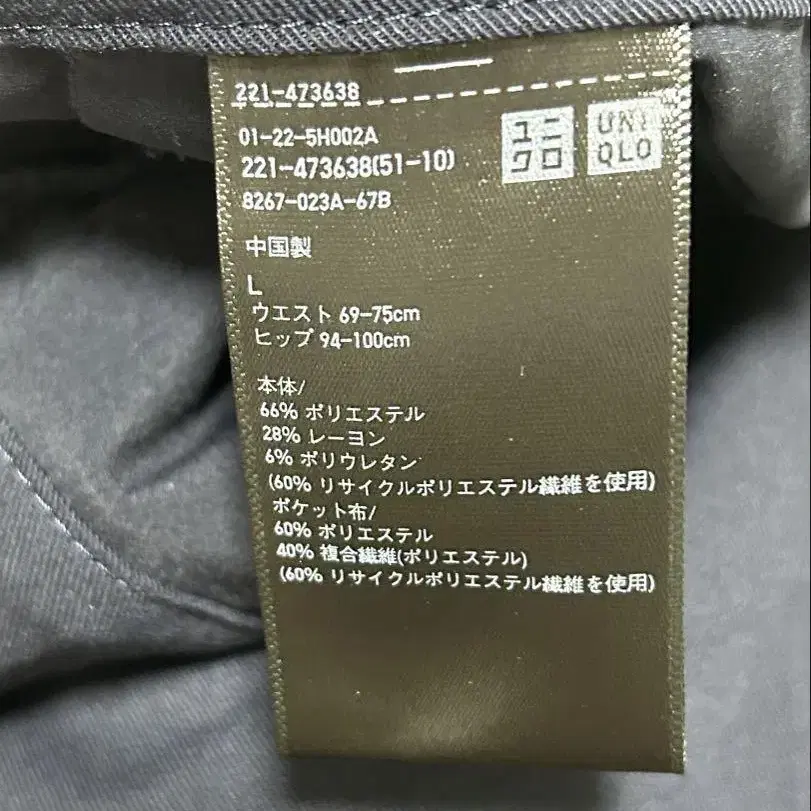 221-473638
ユニ
クロ
UNI
QLO
01-22-5H002A
221-473638(51-10)
8267-023A-67B
中国製
L
ウエスト 69-75cm
ヒップ 94-100cm
本体/
66% ポリエステル
28% レーヨン
6% ポリウレタン
(60% リサイクルポリエステル繊維を使用)
ポケット布/
60% ポリエステル
40% 複合繊維(ポリエステル)
(60% リサイクルポリエステル繊維を使用)